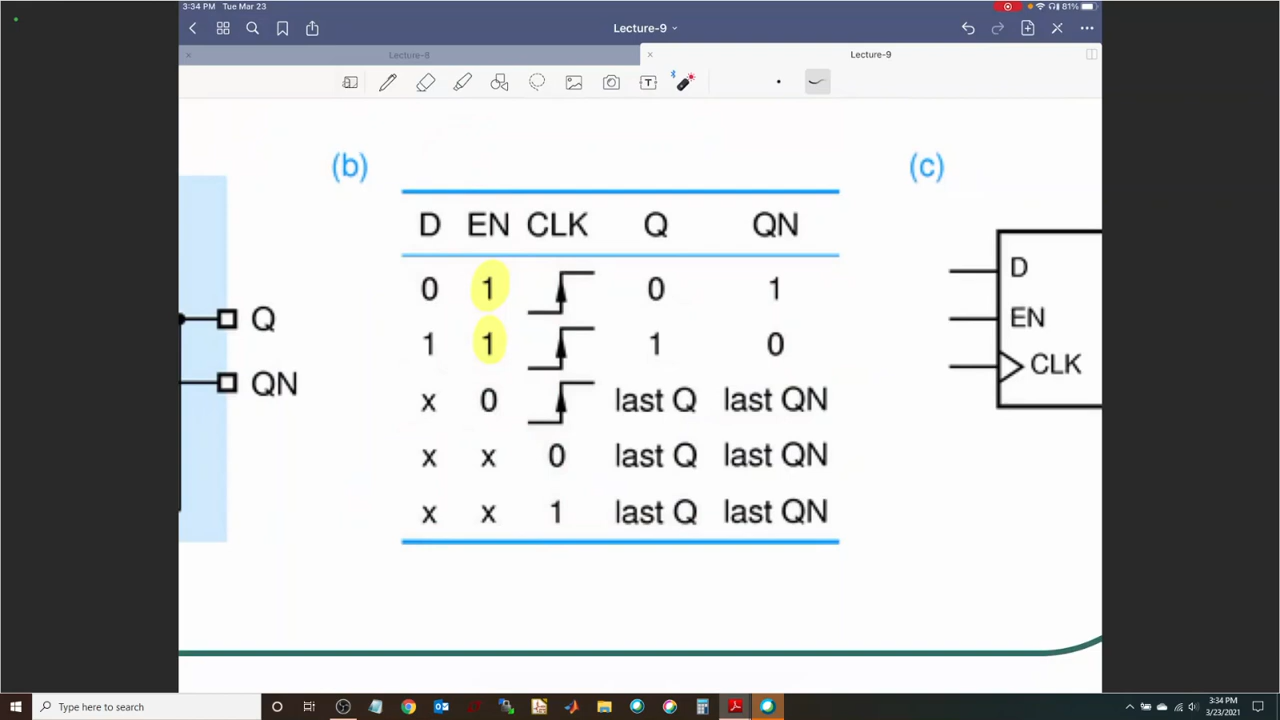 3:34 PM Tue Mar 23
81%
Lecture-9
Lecture-8
Lecture-9
T
(b)
(c)
D EN CLK Q QN
0 1 0 1
1 1 1 0
x 0 last Q last QN
x x 0 last Q last QN
x x 1 last Q last QN
Q
QN
D
EN
CLK
Type here to search
3:34 PM
3/23/2021